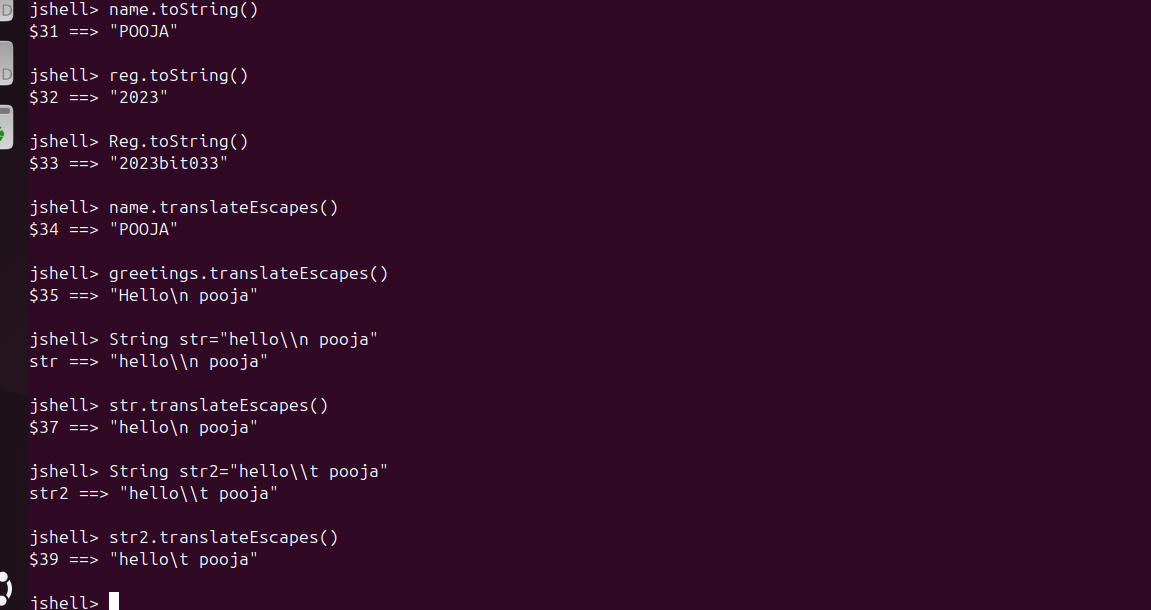 jshell> name.toString()
$31 ==> "POOJA"
jshell> reg.toString()
$32 ==> "2023"
jshell> Reg.toString()
$33 ==> "2023bit033"
jshell> name.translateEscapes()
$34 ==> "POOJA"
jshell> greetings.translateEscapes()
$35 ==> "Hello\n pooja"
jshell> String str="hello\\n pooja"
str ==> "hello\\n pooja"
jshell> str.translateEscapes()
$37 ==> "hello\n pooja"
jshell> String str2="hello\\t pooja"
str2 ==> "hello\\t pooja"
jshell> str2.translateEscapes()
$39 ==> "hello\t pooja"
jshell>